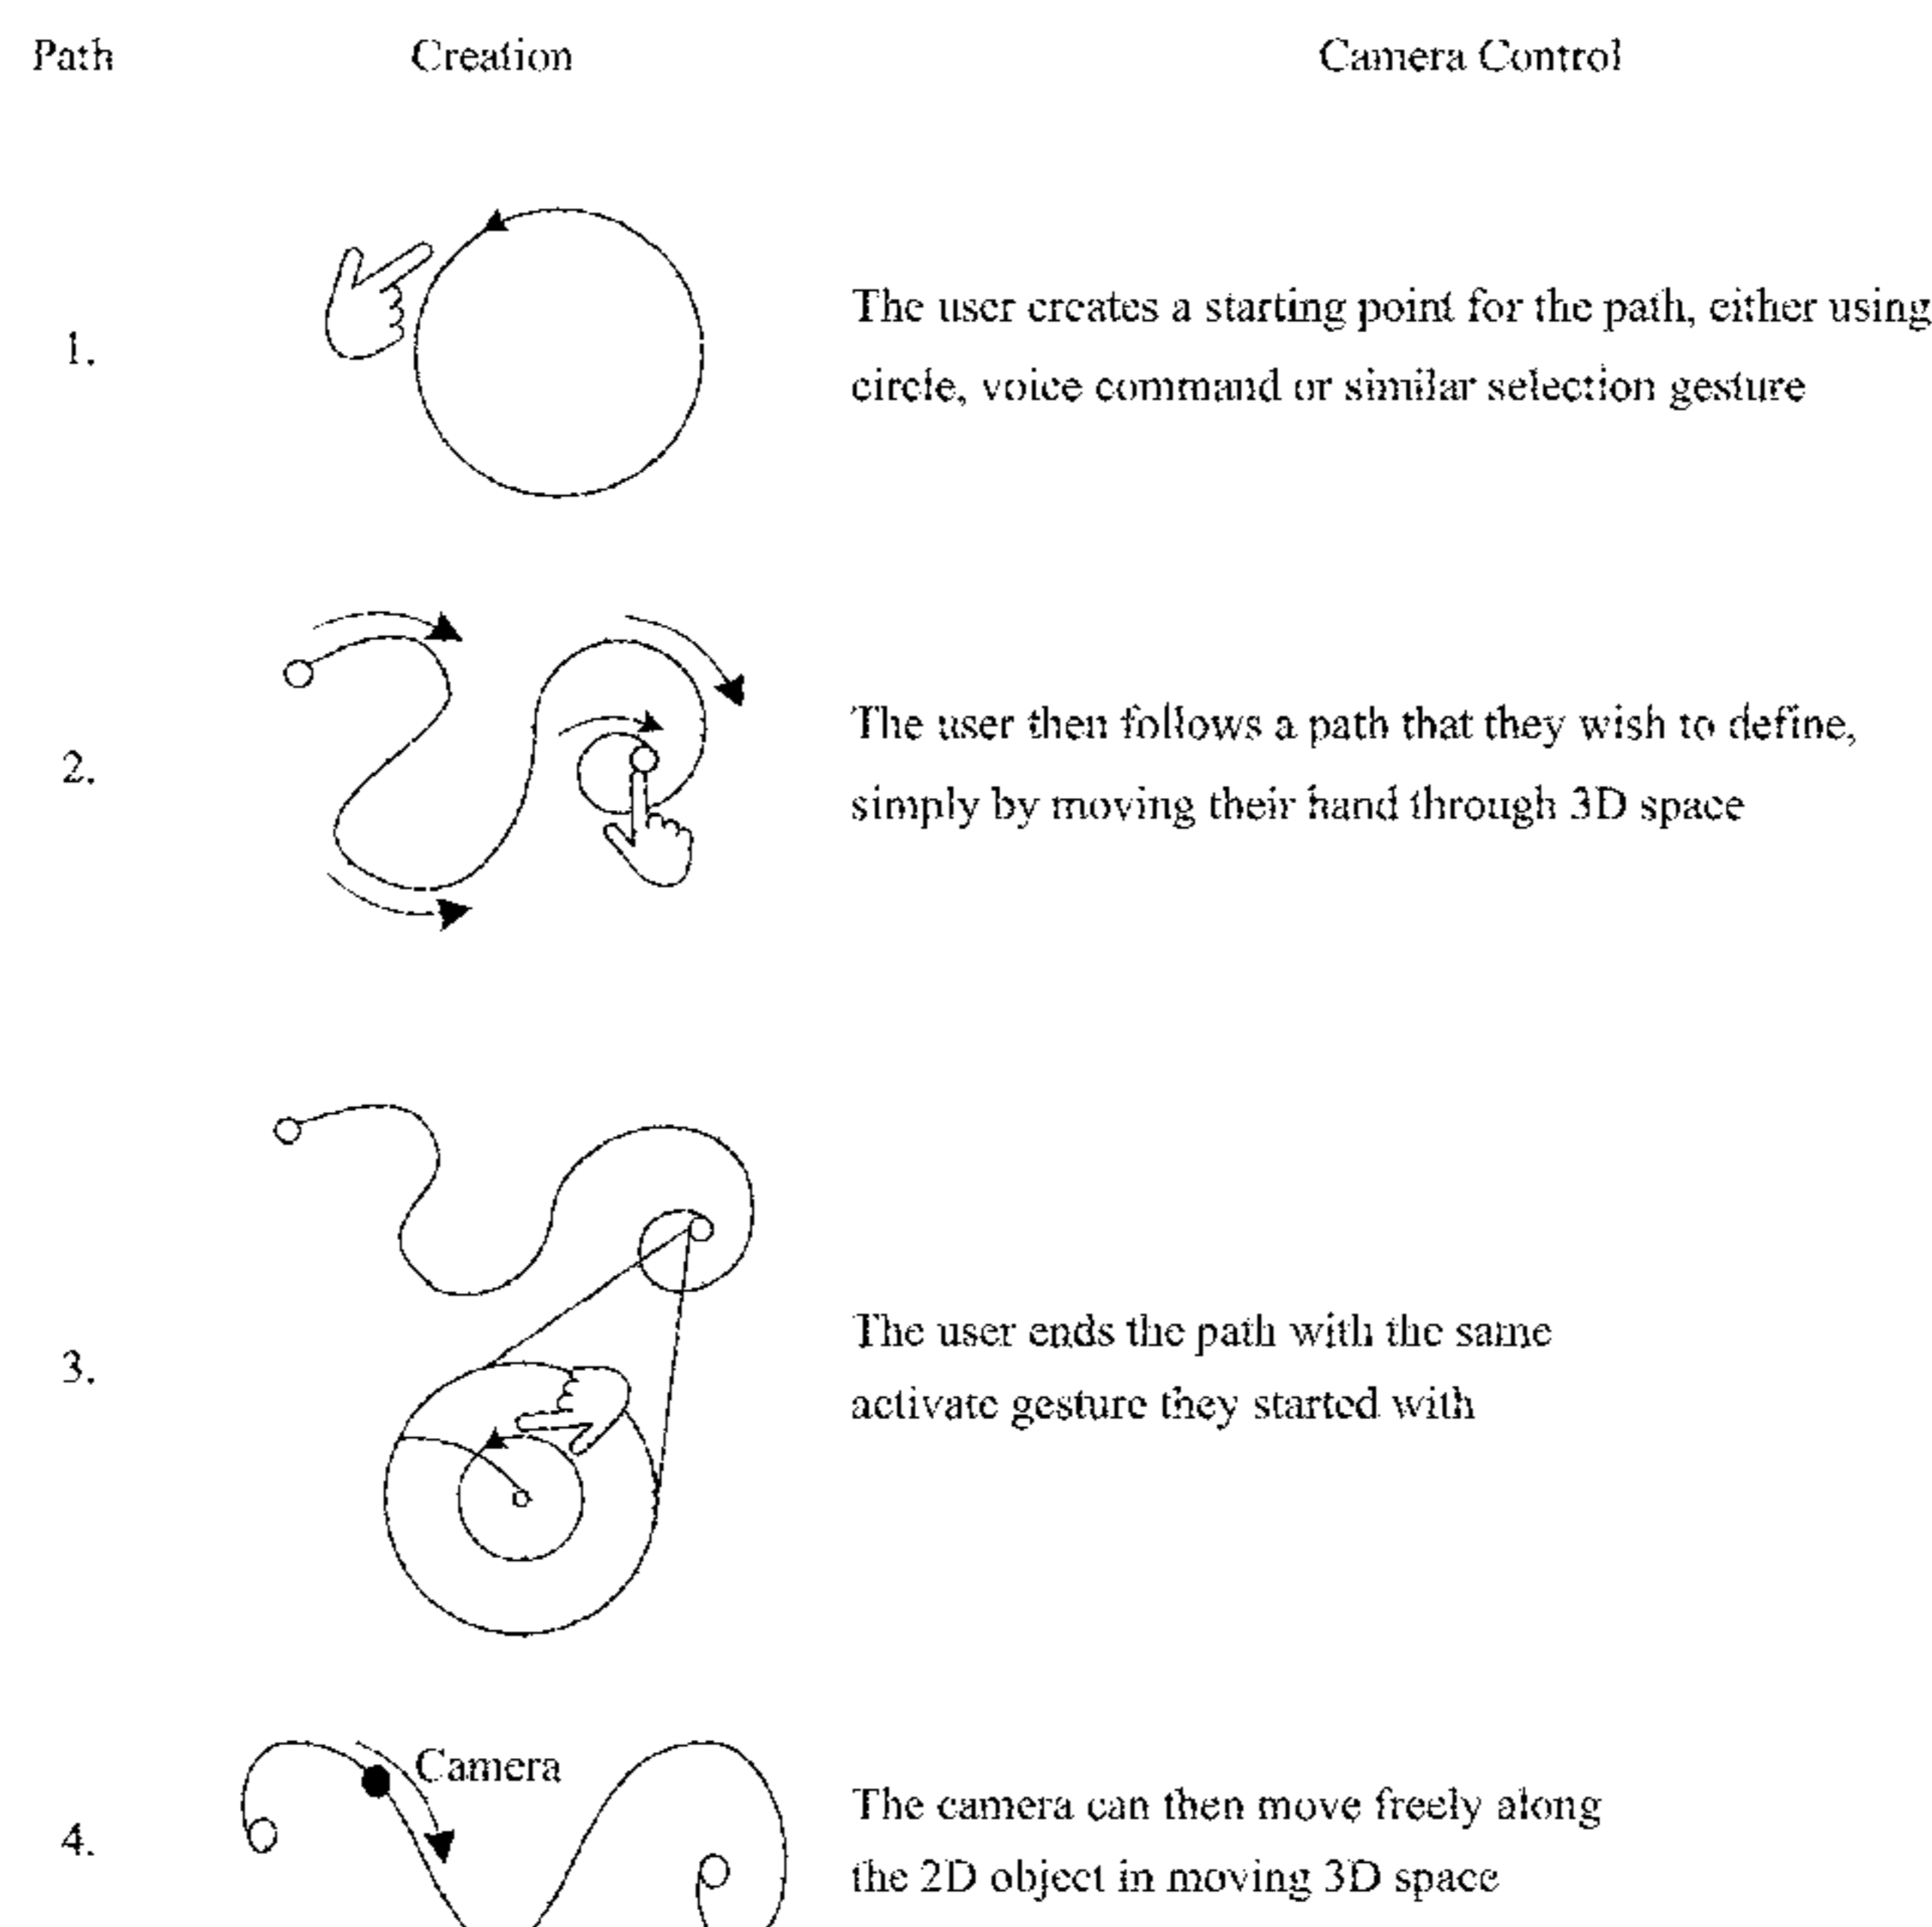 Path Creation Camera Control
1.
The user creates a starting point for the path, either using
circle, voice command or similar selection gesture
2.
The user then follows a path that they wish to define,
simply by moving their hand through 3D space
3.
The user ends the path with the same
activate gesture they started with
Camera
4.
The camera can then move freely along
the 2D object in moving 3D space